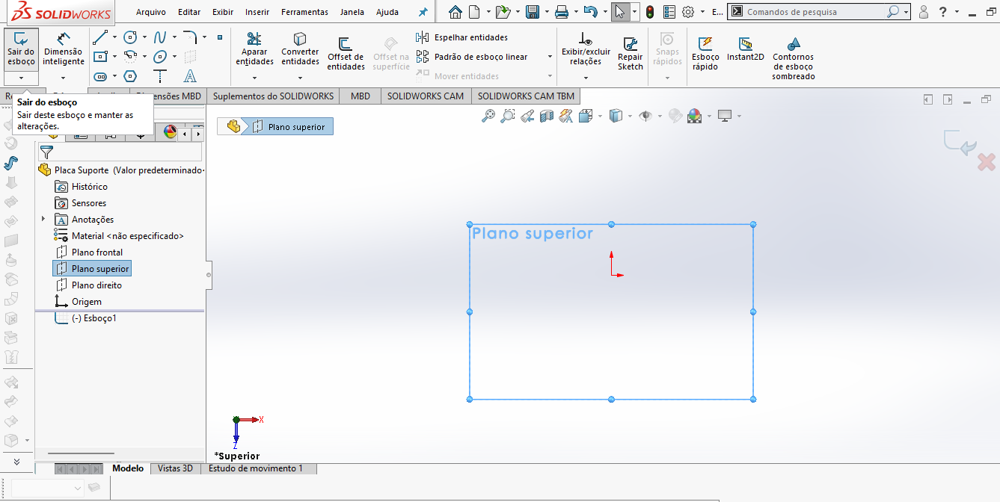 SOLIDWORKS
Arquivo Editar Exibir Inserir Ferramentas Janela Ajuda
E...
Comandos de pesquisa
?
Sair do
esboço
Dimensão
inteligente
Aparar
entidades
Converter
entidades
Offset de
entidades
Offset na
superfície
Espelhar entidades
Padrão de esboço linear
Mover entidades
Exibir/excluir
relações
Repair
Sketch
Snaps
rápidos
Esboço
rápido
Instant2D
Contornos
de esboço
sombreado
Dimensões MBD Suplementos do SOLIDWORKS MBD SOLIDWORKS CAM SOLIDWORKS CAM TBM
Sair do esboço
Sair deste esboço e manter as
alterações.
Plano superior
Placa Suporte (Valor predeterminado
Histórico
Sensores
Anotações
Material <não especificado>
Plano frontal
Plano superior
Plano direito
Origem
(-) Esboço1
Plano superior
X
Z
*Superior
Modelo Vistas 3D Estudo de movimento 1